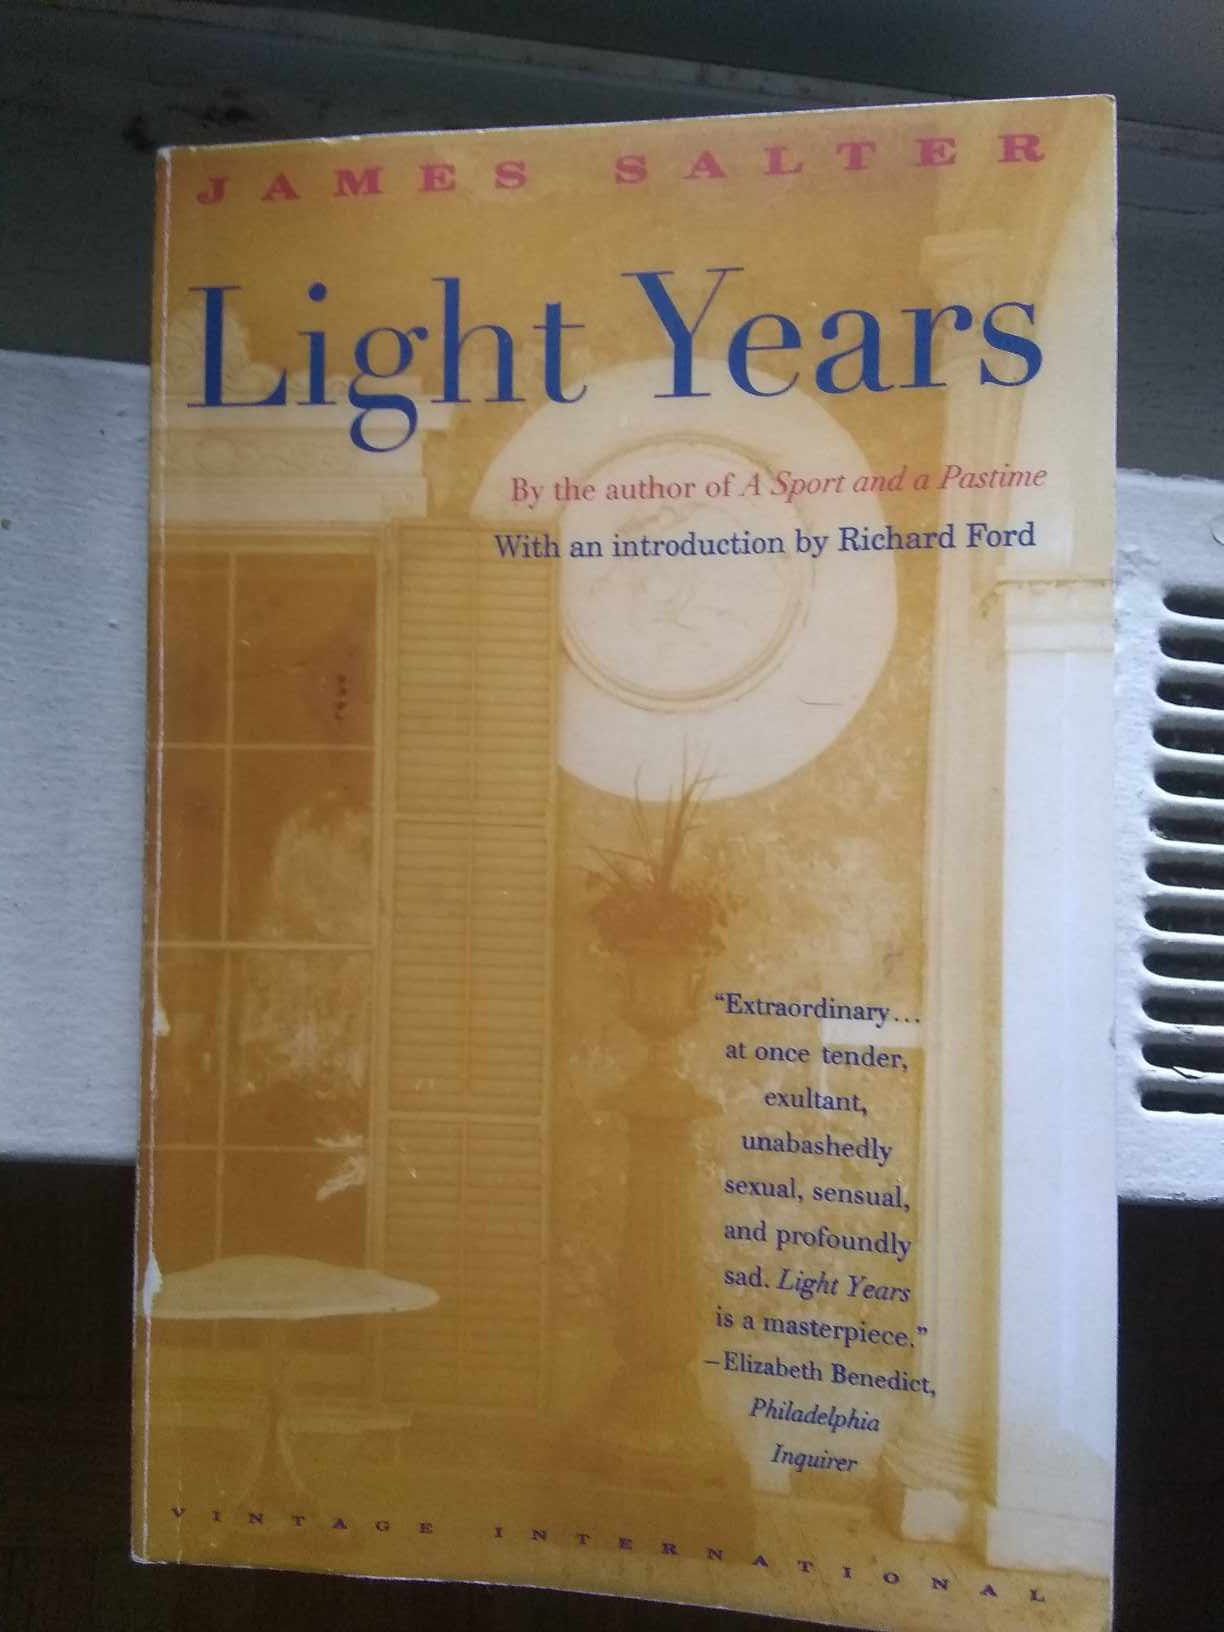 JAMES SALTER
Light Years
By the author of A Sport and a Pastime
With an introduction by Richard Ford
“Extraordinary...
at once tender,
exultant,
unabashedly
sexual, sensual,
and profoundly
sad. Light Years
is a masterpiece.”
–Elizabeth Benedict,
Philadelphia
Inquirer
VINTAGE INTERNATIONAL